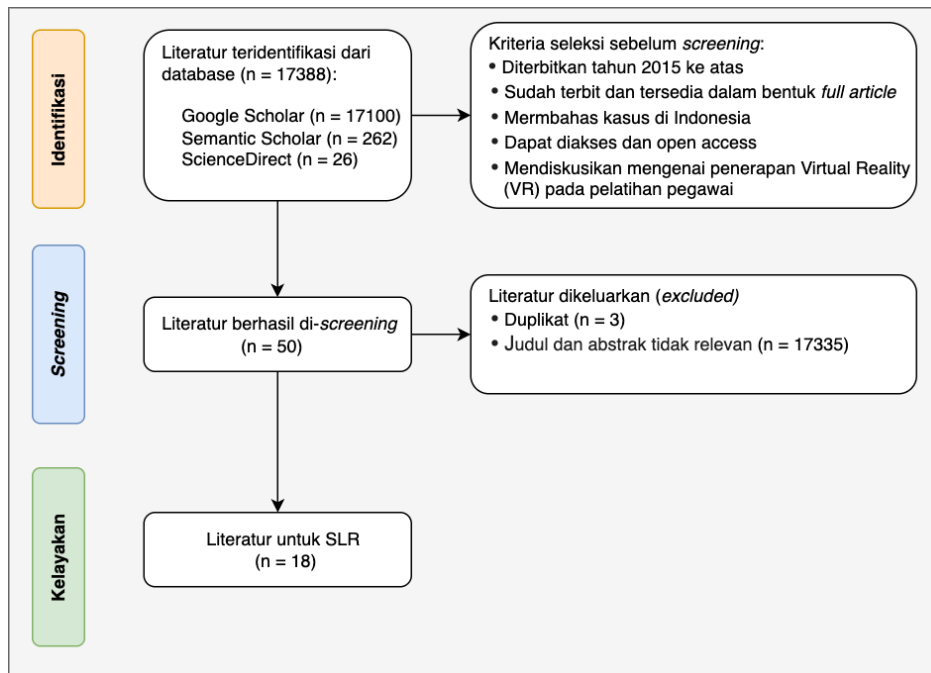 Identifikasi
Literatur teridentifikasi dari
database (n = 17388):
Google Scholar (n = 17100)
Semantic Scholar (n = 262)
ScienceDirect (n = 26)
Kriteria seleksi sebelum screening:
• Diterbitkan tahun 2015 ke atas
• Sudah terbit dan tersedia dalam bentuk full article
• Mermbahas kasus di Indonesia
• Dapat diakses dan open access
• Mendiskusikan mengenai penerapan Virtual Reality
(VR) pada pelatihan pegawai
Screening
Literatur berhasil di-screening
(n = 50)
Literatur dikeluarkan (excluded)
• Duplikat (n = 3)
• Judul dan abstrak tidak relevan (n = 17335)
Kelayakan
Literatur untuk SLR
(n = 18)